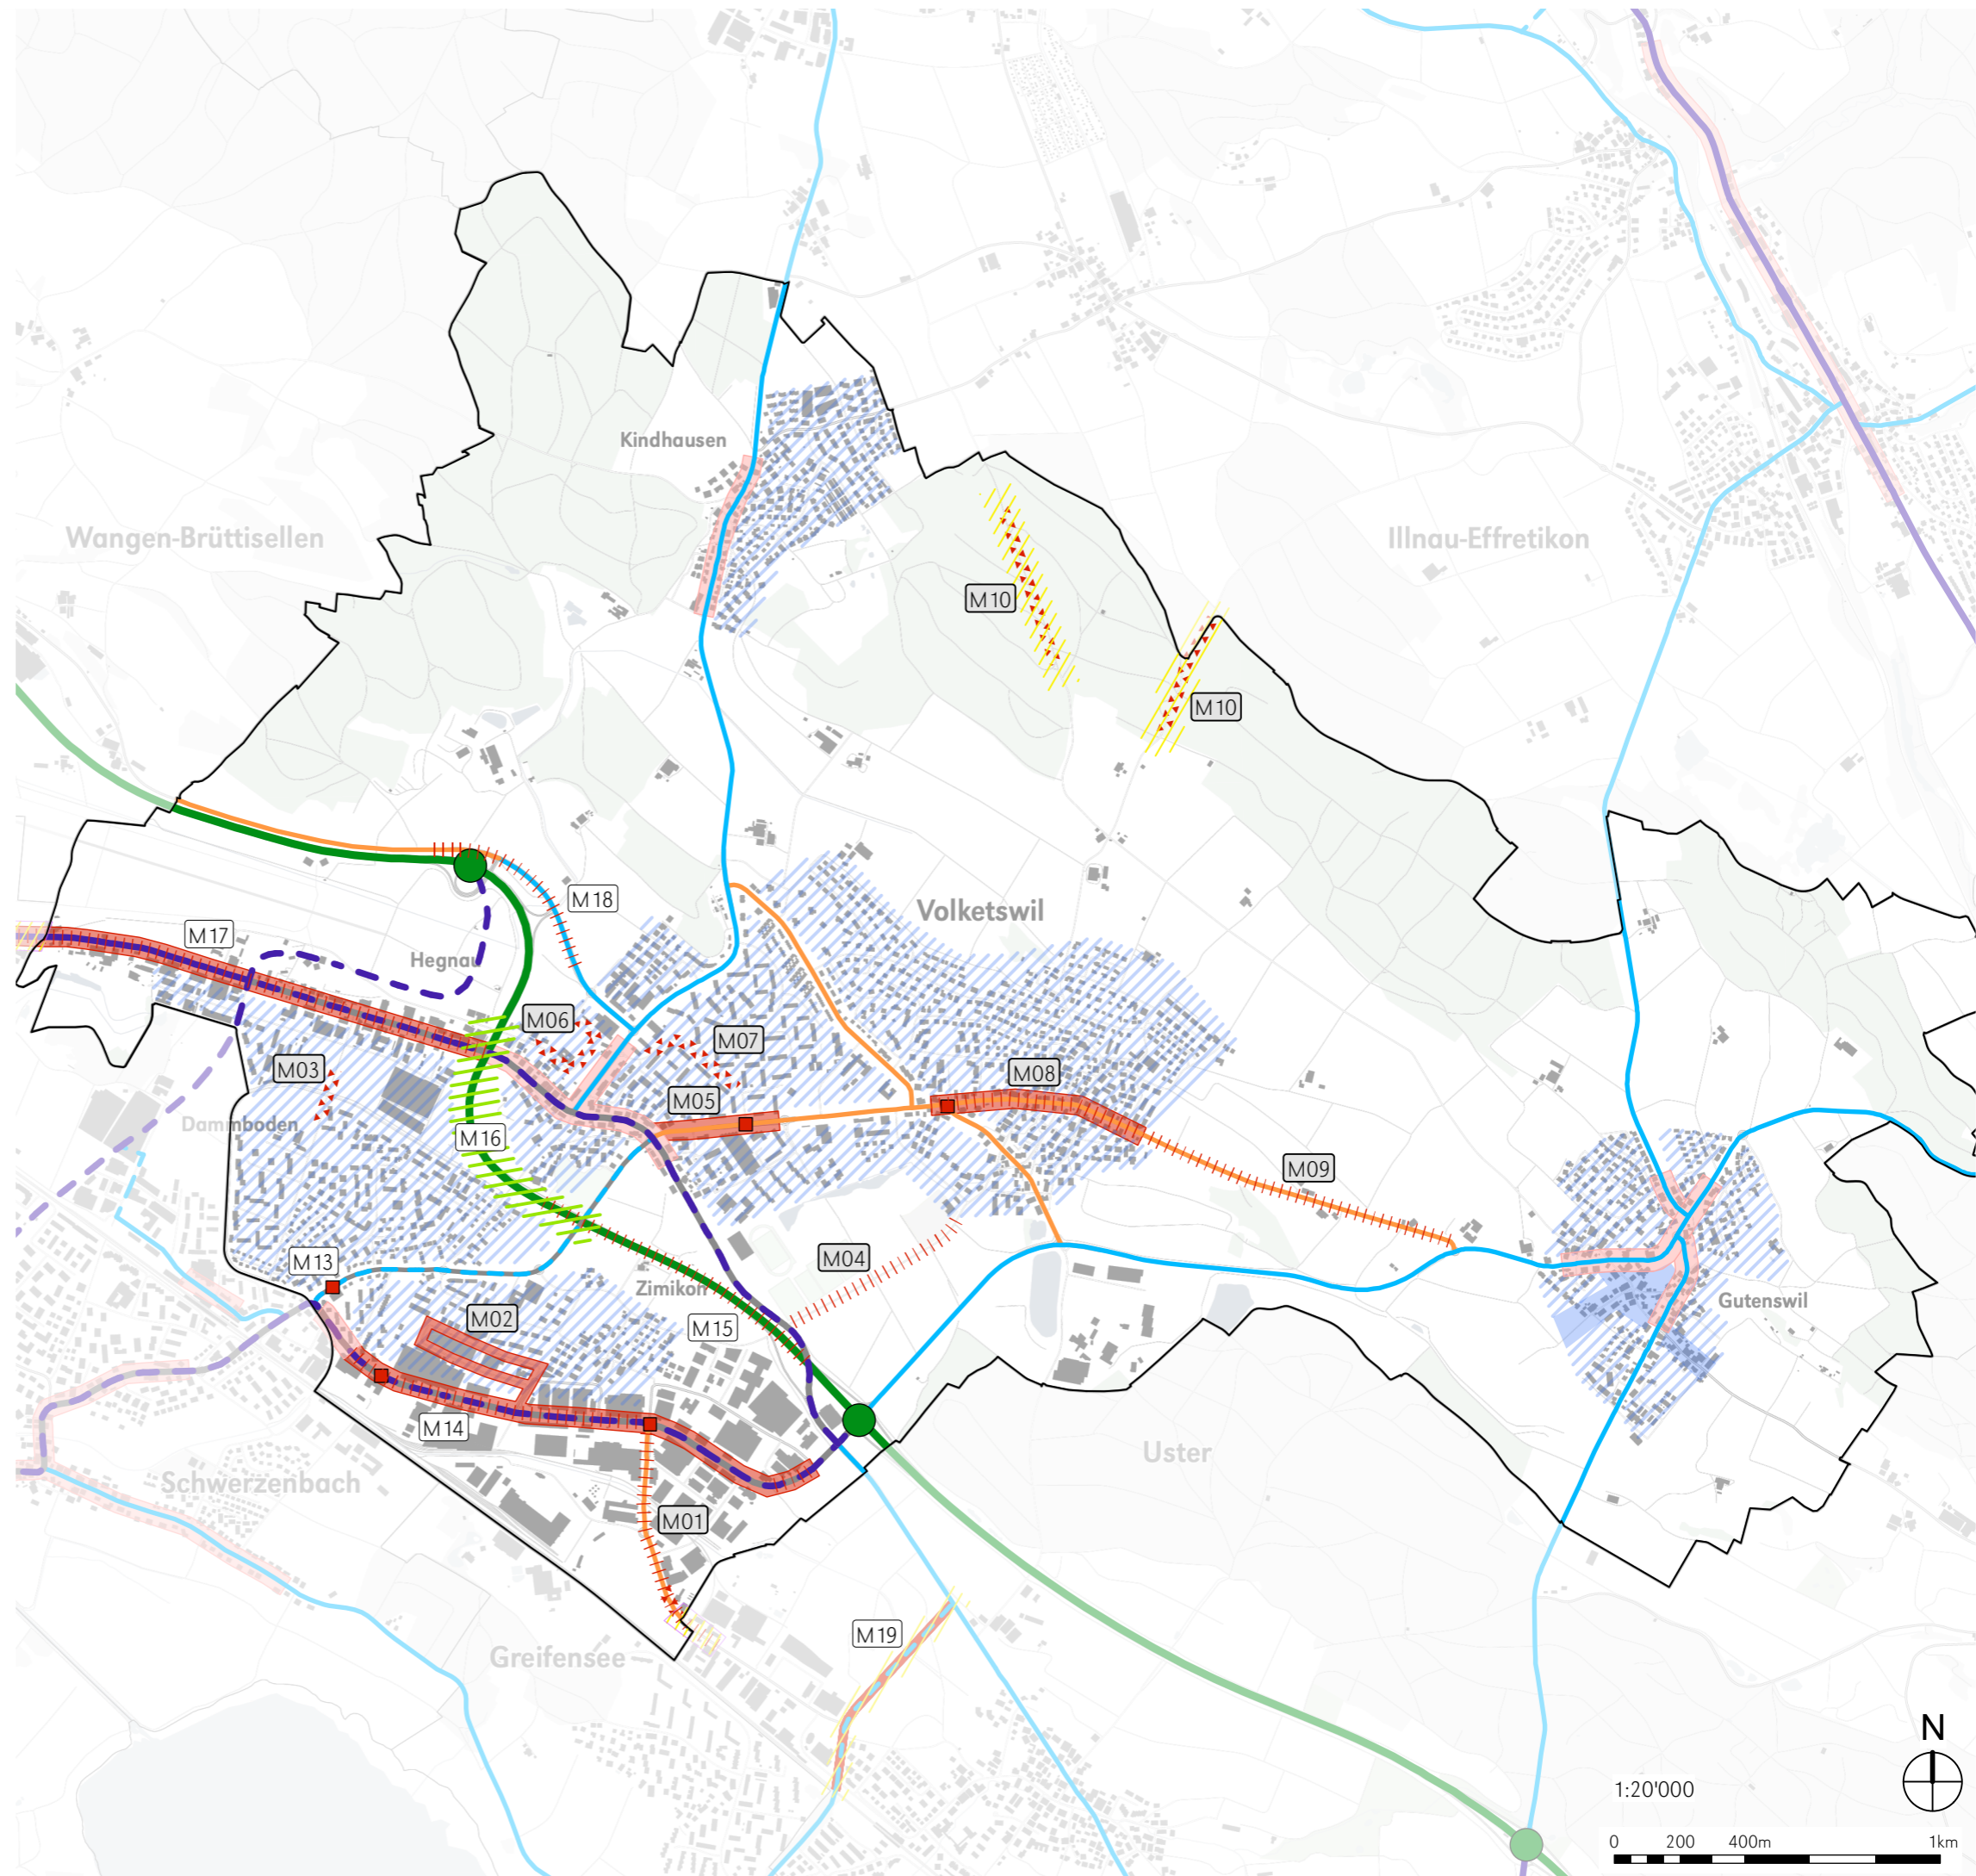 Kindhausen
Wangen-Brüttisellen
Illnau-Effretikon
M10
M10
M18
Volketswil
M17
Hegnau
M06
M07
M03
M08
M05
Dammboden
M16
M09
M04
M13
Zimikon
Gutenswil
M02
M15
M14
Uster
Schwerzenbach
M01
M19
Greifensee
N
1:20'000
0 200 400m 1km